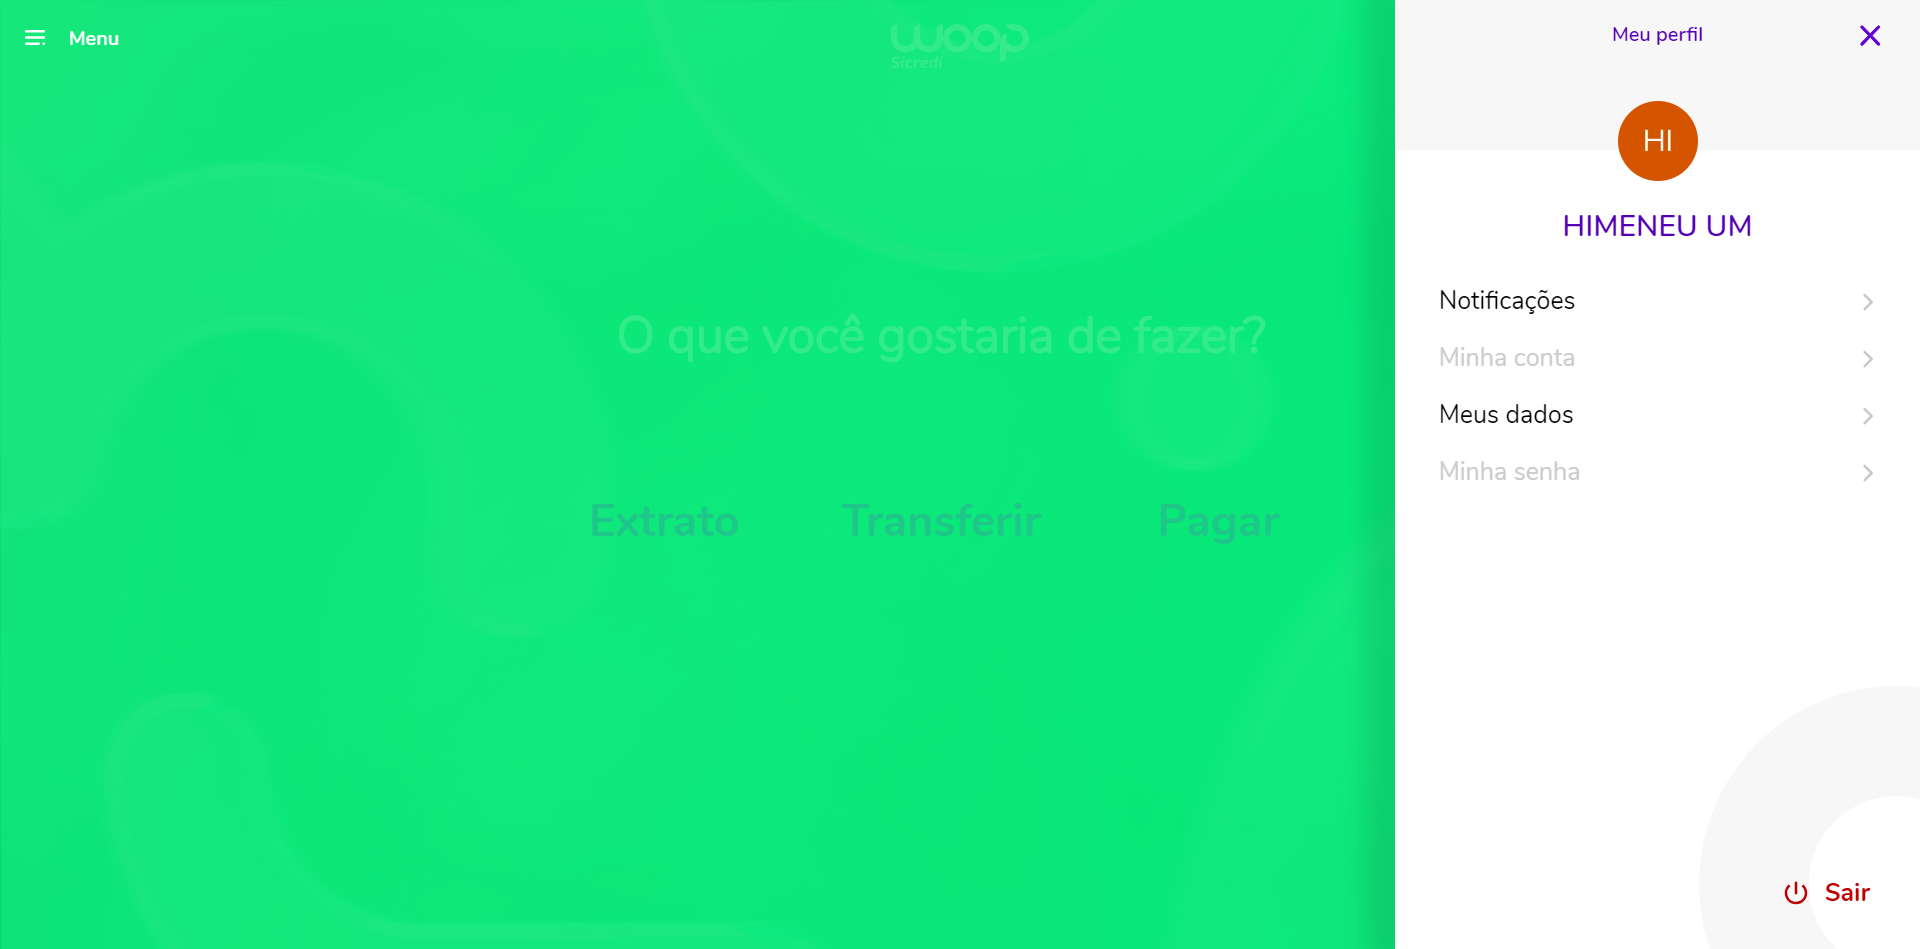 Menu
woop
Sicredi
O que você gostaria de fazer?
Extrato
Transferir
Pagar
Meu perfil
HI
HIMENEU UM
Notificações
Minha conta
Meus dados
Minha senha
Sair